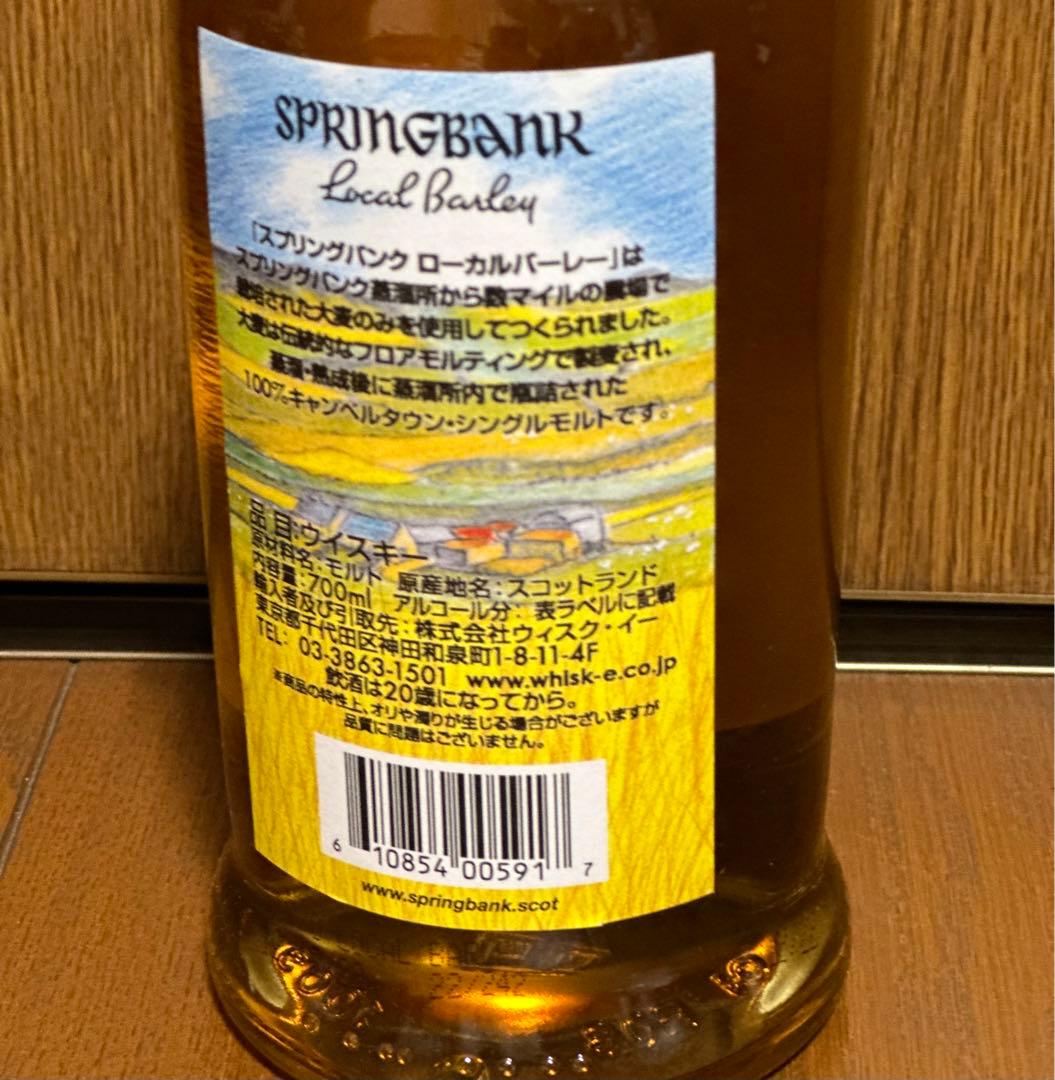 SPRINGBANK
Local Barley
「スプリングバンク ローカルバーレー」は
スプリングバンク蒸溜所から数マイルの農場で
栽培された大麦のみを使用してつくられました。
大麦は伝統的なフロアモルティングで製麦され、
蒸溜・熟成後に蒸溜所内で瓶詰された
100%キャンベルタウン・シングルモルトです。
品 目:ウイスキー
原材料名:モルト 原産地名:スコットランド
内容量:700ml アルコール分: 表ラベルに記載
輸入者及び引取先:株式会社ウィスク・イー
東京都千代田区神田和泉町1-8-11-4F
TEL: 03-3863-1501 www.whisk-e.co.jp
飲酒は20歳になってから。
※商品の特性上、オリや濁りが生じる場合がございますが
品質に問題はございません。
6 10854 00591 7
www.springbank.scot
22/242